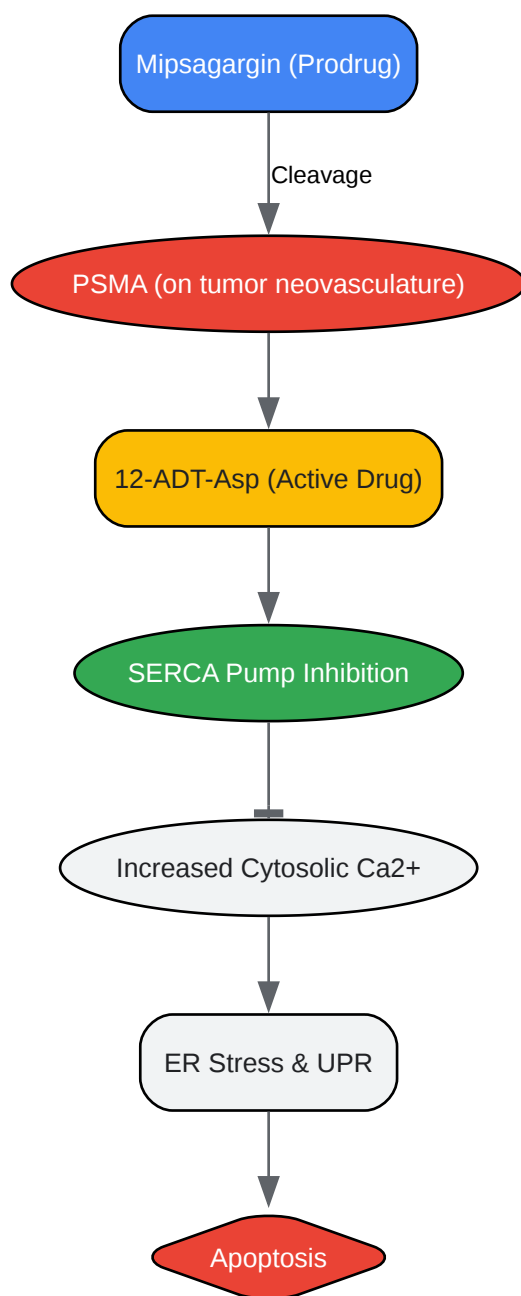 Mipsagargin (Prodrug)
Cleavage
PSMA (on tumor neovasculature)
12-ADT-Asp (Active Drug)
SERCA Pump Inhibition
Increased Cytosolic Ca2+
ER Stress & UPR
Apoptosis